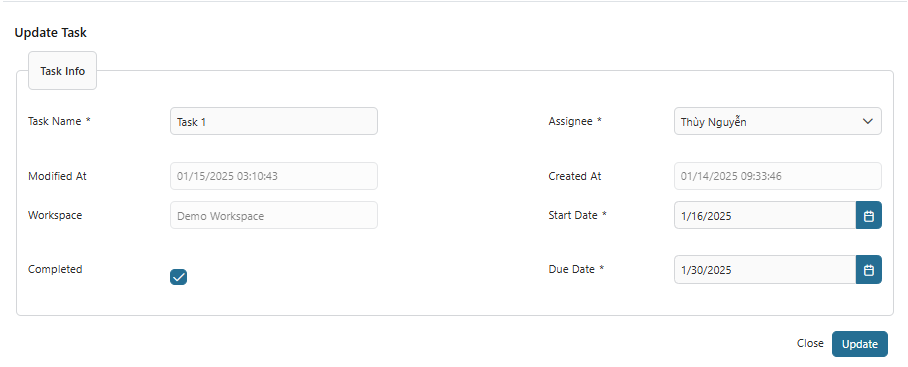 Update Task
Task Info
Task Name * Task 1 Assignee * Thùy Nguyễn
Modified At 01/15/2025 03:10:43 Created At 01/14/2025 09:33:46
Workspace Demo Workspace Start Date * 1/16/2025
Completed Due Date * 1/30/2025
Close Update